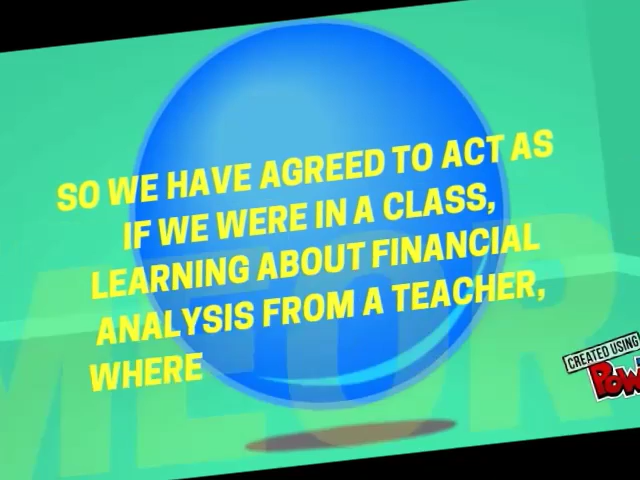 SO WE HAVE AGREED TO ACT AS
IF WE WERE IN A CLASS,
LEARNING ABOUT FINANCIAL
ANALYSIS FROM A TEACHER,
WHERE
CREATED USING